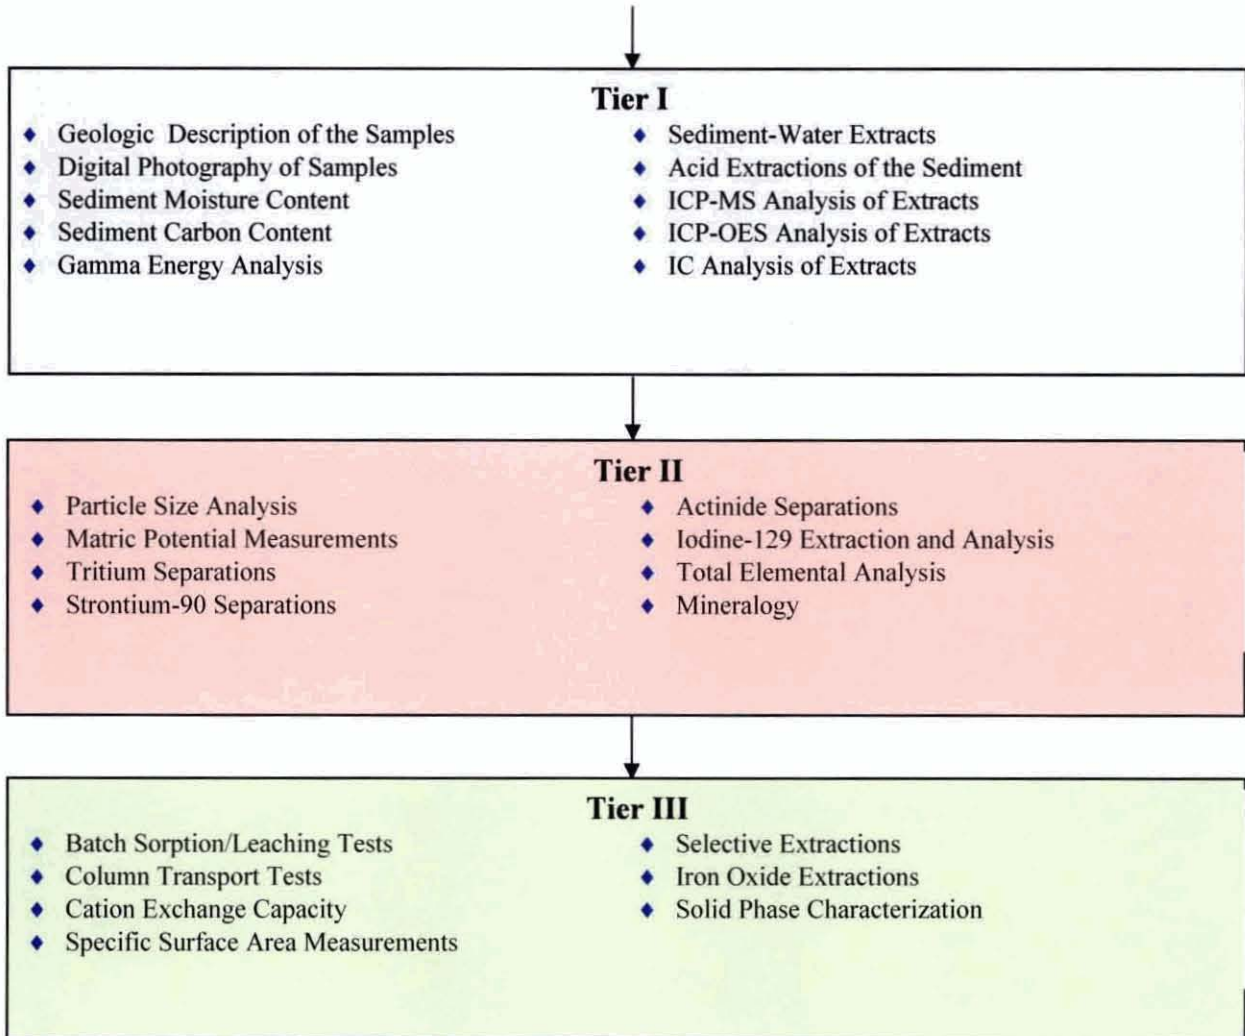 Tier I
♦ Geologic Description of the Samples
♦ Digital Photography of Samples
♦ Sediment Moisture Content
♦ Sediment Carbon Content
♦ Gamma Energy Analysis
♦ Sediment-Water Extracts
♦ Acid Extractions of the Sediment
♦ ICP-MS Analysis of Extracts
♦ ICP-OES Analysis of Extracts
♦ IC Analysis of Extracts
Tier II
♦ Particle Size Analysis
♦ Matric Potential Measurements
♦ Tritium Separations
♦ Strontium-90 Separations
♦ Actinide Separations
♦ Iodine-129 Extraction and Analysis
♦ Total Elemental Analysis
♦ Mineralogy
Tier III
♦ Batch Sorption/Leaching Tests
♦ Column Transport Tests
♦ Cation Exchange Capacity
♦ Specific Surface Area Measurements
♦ Selective Extractions
♦ Iron Oxide Extractions
♦ Solid Phase Characterization